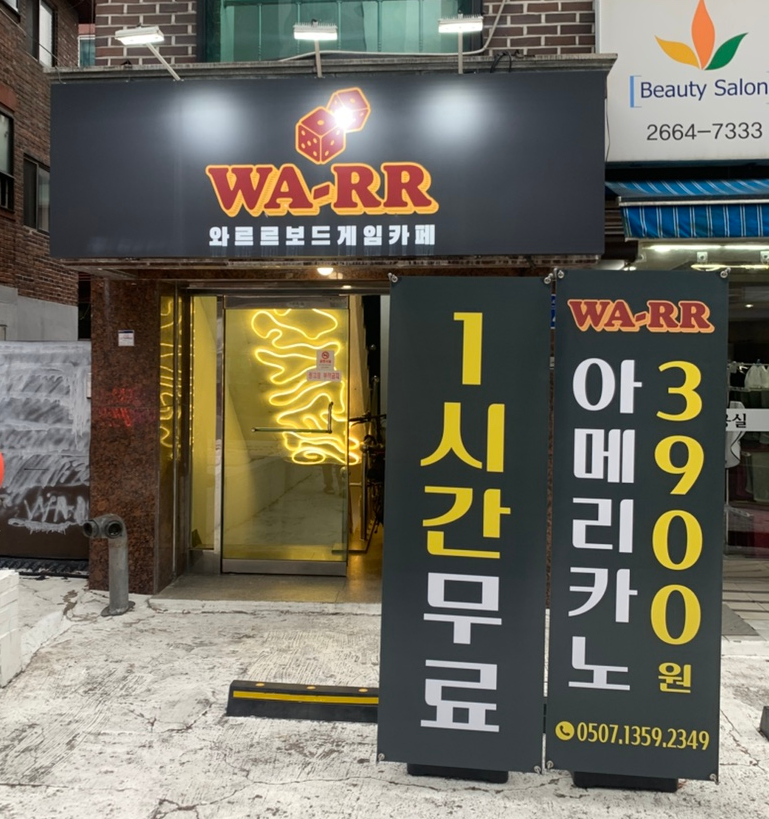 WA-RR
와르르보드게임카페
Beauty Salon
2664-7333
1시간무료
WA-RR
아메리카노
3900원
0507.1359.2349